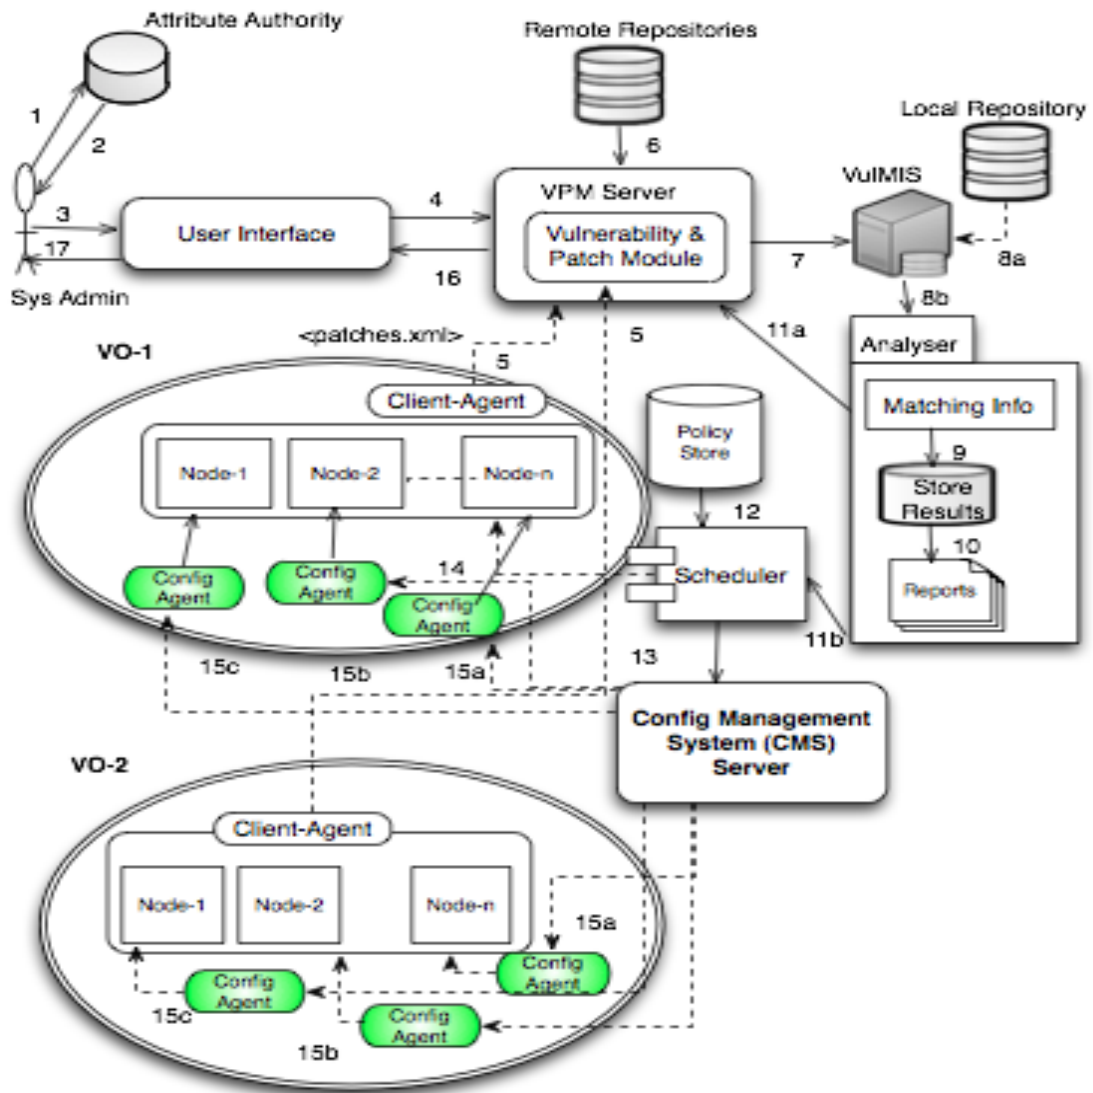 Attribute Authority
Remote Repositories
Local Repository
1
2
6
VPM Server
VulMIS
3
4
User Interface
Vulnerability &
Patch Module
7
8a
17
16
Sys Admin
8b
<patches.xml>
5
5
11a
VO-1
Analyser
Client-Agent
Matching Info
Policy
Store
Node-1
Node-2
Node-n
9
Store
Results
12
10
Config
Agent
Config
Agent
14
Config
Agent
Scheduler
Reports
15c
15b
15a
13
11b
Config Management
System (CMS)
Server
VO-2
Client-Agent
Node-1
Node-2
Node-n
15a
Config
Agent
Config
Agent
15c
Config
Agent
15b